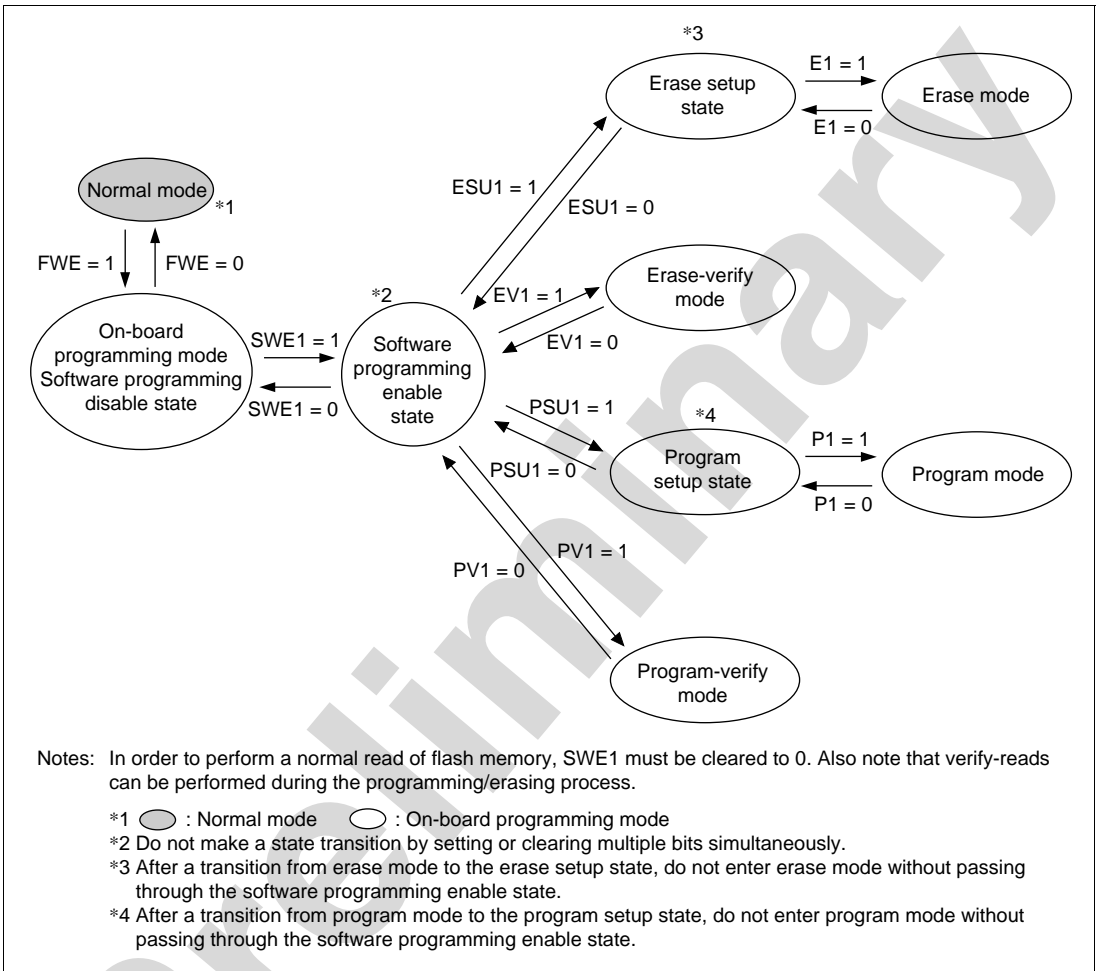 *3
Erase setup
state
E1 = 1
E1 = 0
Erase mode
Normal mode
*1
ESU1 = 1
ESU1 = 0
FWE = 1
FWE = 0
Erase-verify
mode
*2
EV1 = 1
EV1 = 0
On-board
programming mode
Software programming
disable state
SWE1 = 1
SWE1 = 0
Software
programming
enable
state
PSU1 = 1
PSU1 = 0
*4
Program
setup state
P1 = 1
P1 = 0
Program mode
PV1 = 1
PV1 = 0
Program-verify
mode
Notes: In order to perform a normal read of flash memory, SWE1 must be cleared to 0. Also note that verify-reads
can be performed during the programming/erasing process.
*1 : Normal mode : On-board programming mode
*2 Do not make a state transition by setting or clearing multiple bits simultaneously.
*3 After a transition from erase mode to the erase setup state, do not enter erase mode without passing
through the software programming enable state.
*4 After a transition from program mode to the program setup state, do not enter program mode without
passing through the software programming enable state.
Preliminary